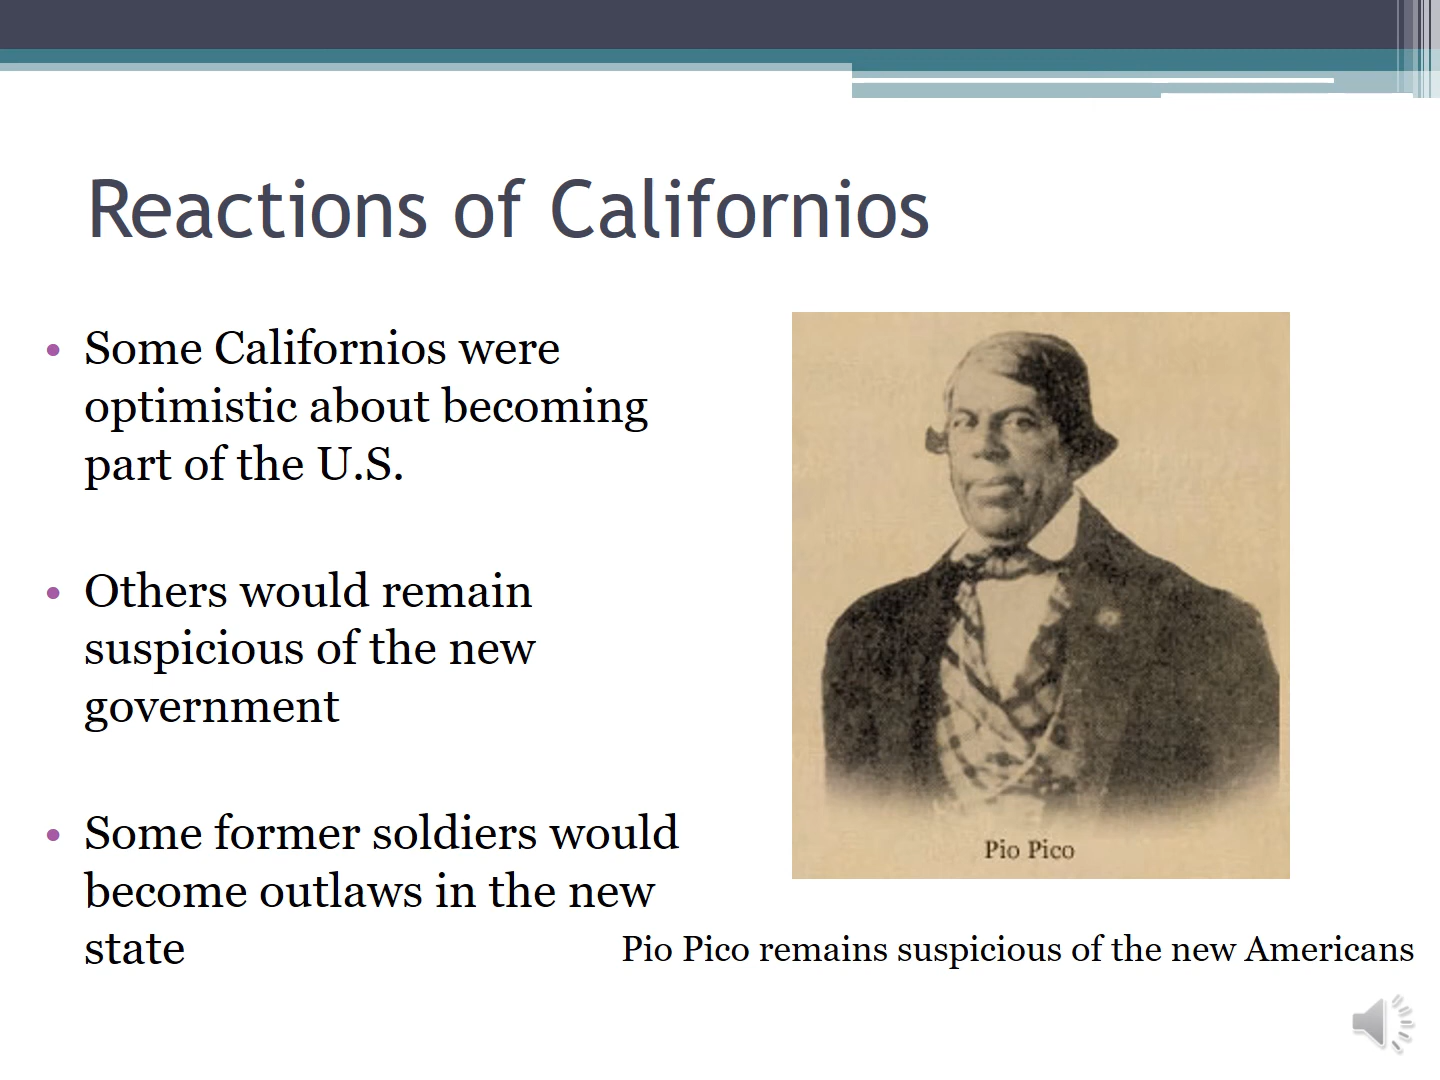 Reactions of Californios
• Some Californios were
optimistic about becoming
part of the U.S.
• Others would remain
suspicious of the new
government
• Some former soldiers would
become outlaws in the new
state
Pio Pico
Pio Pico remains suspicious of the new Americans